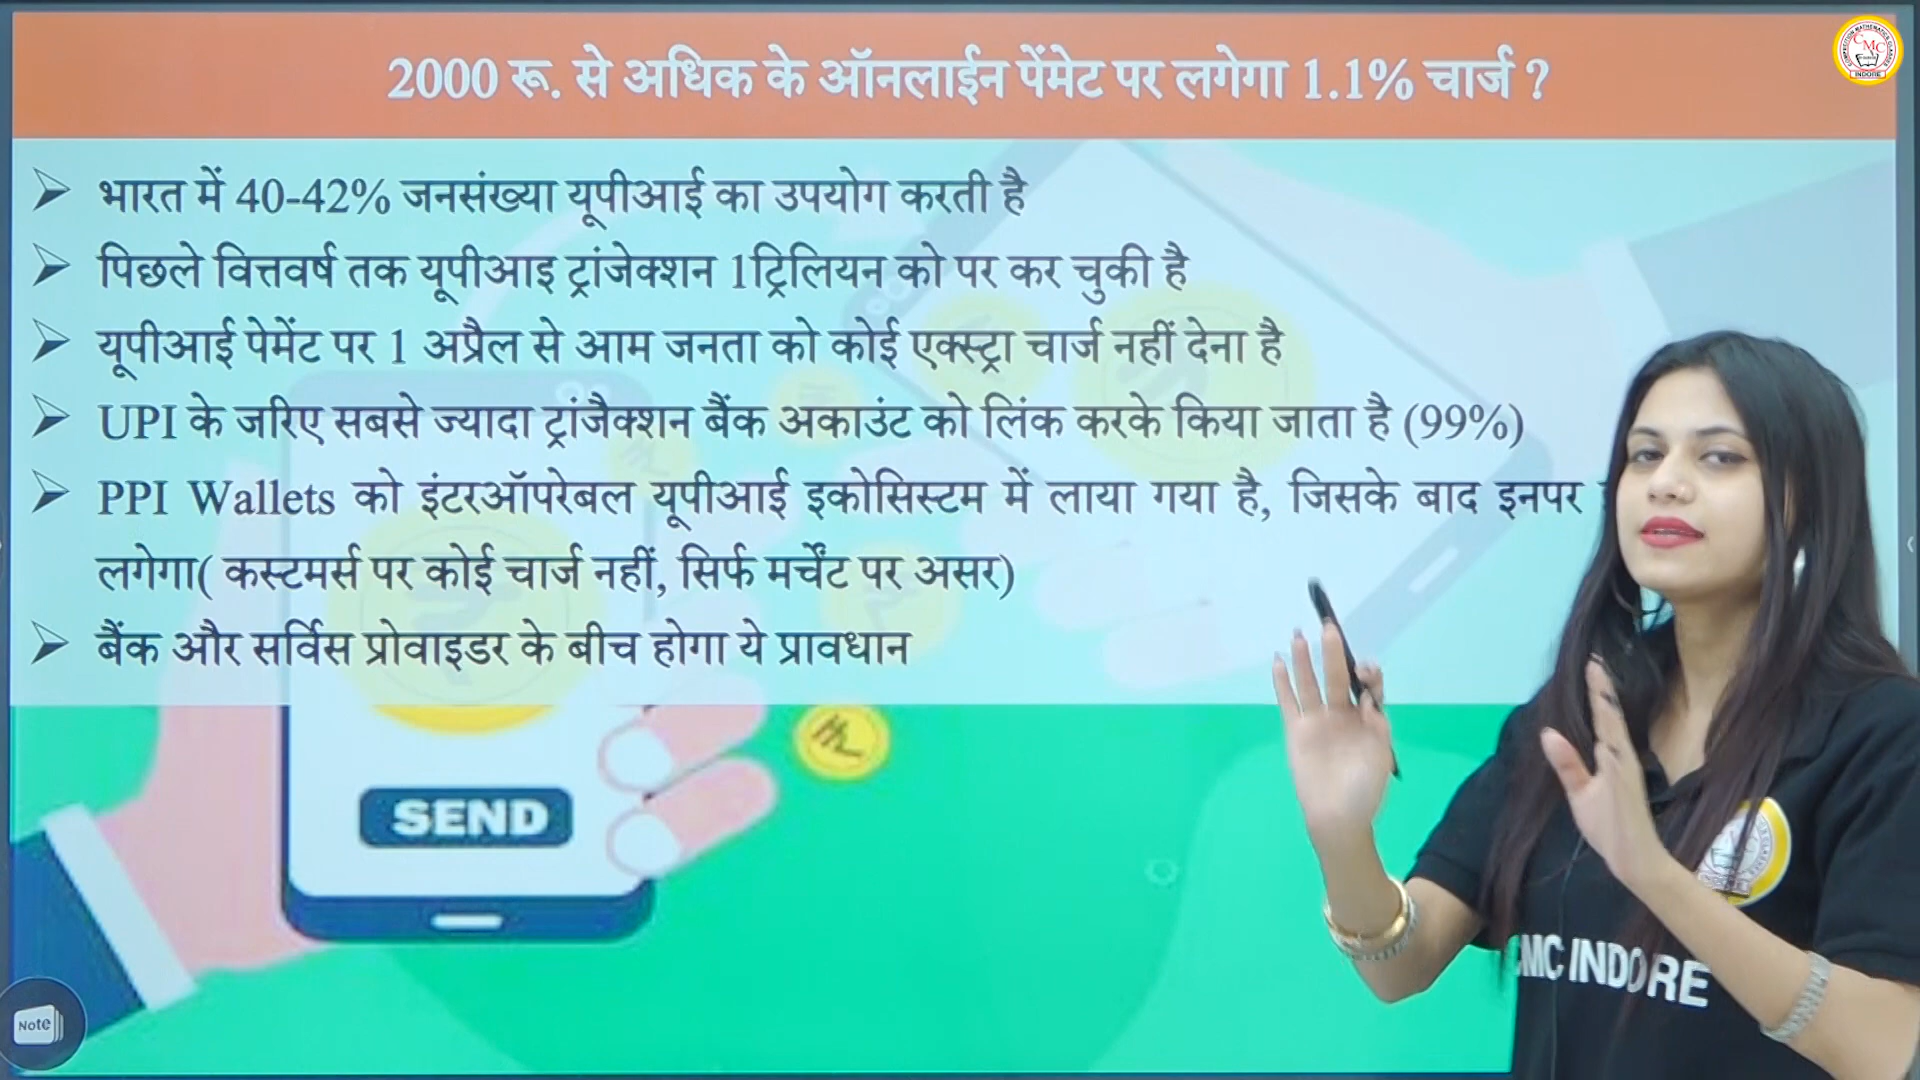 2000 रू. से अधिक के ऑनलाईन पेंमेट पर लगेगा 1.1% चार्ज ?
CMC
INDORE
भारत में 40-42% जनसंख्या यूपीआई का उपयोग करती है
पिछले वित्तवर्ष तक यूपीआइ ट्रांजेक्शन 1ट्रिलियन को पर कर चुकी है
यूपीआई पेमेंट पर 1 अप्रैल से आम जनता को कोई एक्स्ट्रा चार्ज नहीं देना है
UPI के जरिए सबसे ज्यादा ट्रांजैक्शन बैंक अकाउंट को लिंक करके किया जाता है (99%)
PPI Wallets को इंटरऑपरेबल यूपीआई इकोसिस्टम में लाया गया है, जिसके बाद इनपर
लगेगा( कस्टमर्स पर कोई चार्ज नहीं, सिर्फ मर्चेंट पर असर)
बैंक और सर्विस प्रोवाइडर के बीच होगा ये प्रावधान
SEND
CMC INDORE
Note